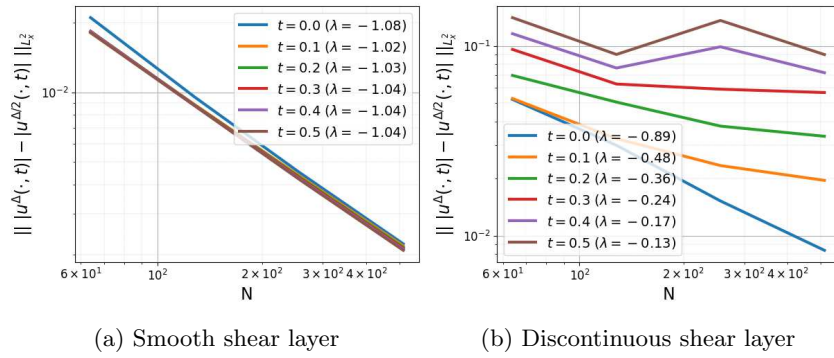 || |u^Δ(·, t)| − |u^{Δ/2}(·, t)| ||_{L_x^2}
10^{-2}
t = 0.0 (λ = −1.08)
t = 0.1 (λ = −1.02)
t = 0.2 (λ = −1.03)
t = 0.3 (λ = −1.04)
t = 0.4 (λ = −1.04)
t = 0.5 (λ = −1.04)
6 × 10^1
10^2
2 × 10^2
3 × 10^2
4 × 10^2
N
(a) Smooth shear layer
|| |u^Δ(·, t)| − |u^{Δ/2}(·, t)| ||_{L_x^2}
10^{-1}
10^{-2}
t = 0.0 (λ = −0.89)
t = 0.1 (λ = −0.48)
t = 0.2 (λ = −0.36)
t = 0.3 (λ = −0.24)
t = 0.4 (λ = −0.17)
t = 0.5 (λ = −0.13)
6 × 10^1
10^2
2 × 10^2
3 × 10^2
4 × 10^2
N
(b) Discontinuous shear layer